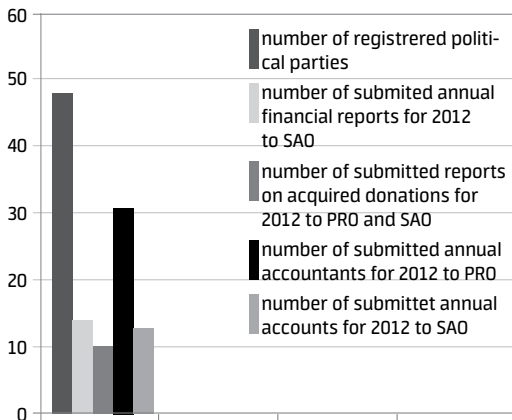 60
50
40
30
20
10
0
number of registrered politi-
cal parties
number of submited annual
financial reports for 2012
to SAO
number of submitted reports
on acquired donations for
2012 to PRO and SAO
number of submitted annual
accountants for 2012 to PRO
number of submittet annual
accounts for 2012 to SAO